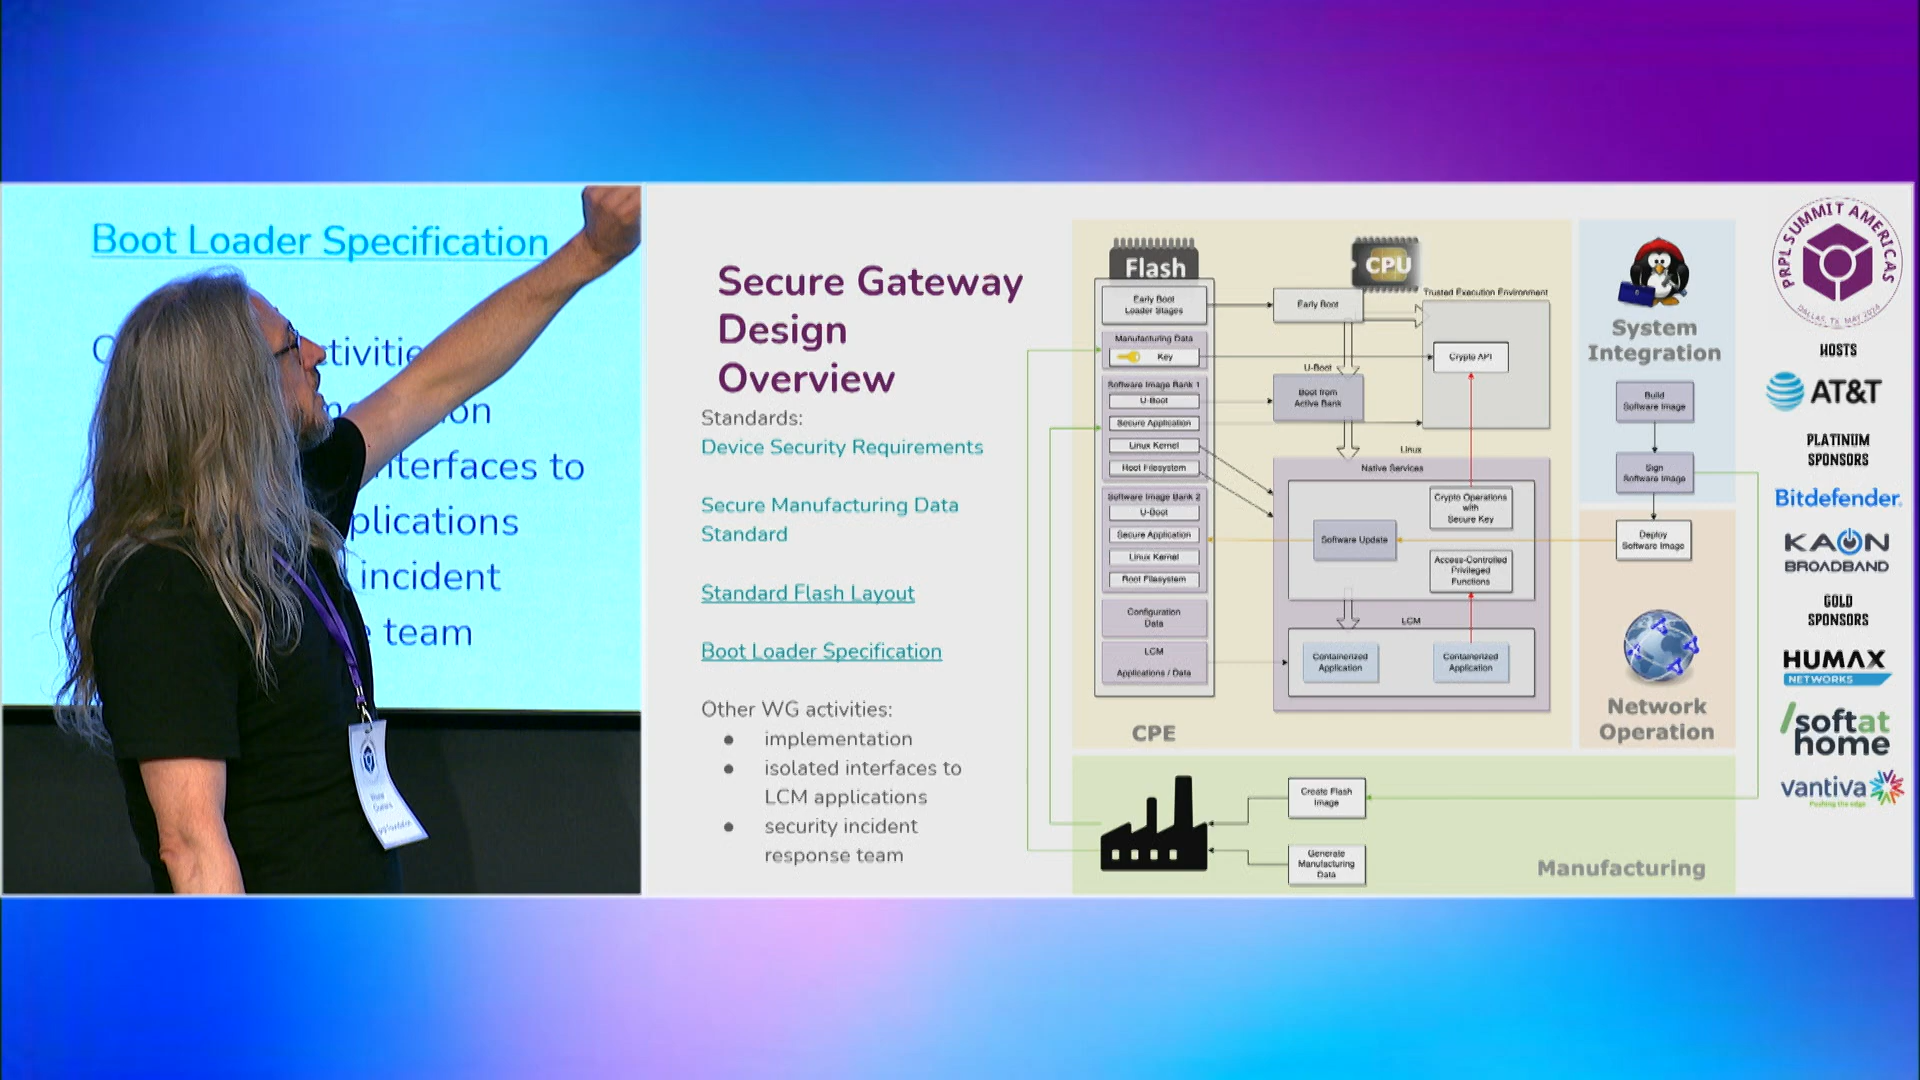 Boot Loader Specification
tivitie
on
nterfaces to
plications
incident
team
Secure Gateway
Design
Overview
Standards:
Device Security Requirements
Secure Manufacturing Data
Standard
Standard Flash Layout
Boot Loader Specification
Other WG activities:
● implementation
● isolated interfaces to
LCM applications
● security incident
response team
Flash
Early Boot
Loader Stages
Manufacturing Data
Key
Software Image Bank 1
U-Boot
Secure Application
Linux Kernel
Root Filesystem
Software Image Bank 2
U-Boot
Secure Application
Linux Kernel
Root Filesystem
Configuration
Data
LCM
Applications / Data
CPE
CPU
Early Boot
Trusted Execution Environment
Crypto API
U-Boot
Boot from
Active Bank
Linux
Native Services
Crypto Operations
with
Secure Key
Software Update
Access-Controlled
Privileged
Functions
LCM
Containerized
Application
Containerized
Application
System
Integration
Build
Software Image
Sign
Software Image
Deploy
Software Image
Network
Operation
Create Flash
Image
Generate
Manufacturing
Data
Manufacturing
PRPL SUMMIT AMERICAS
DALLAS, TX, MAY 2024
HOSTS
AT&T
PLATINUM
SPONSORS
Bitdefender
KAON
BROADBAND
GOLD
SPONSORS
HUMAX
NETWORKS
/softat
home
vantiva
Pushing the edge